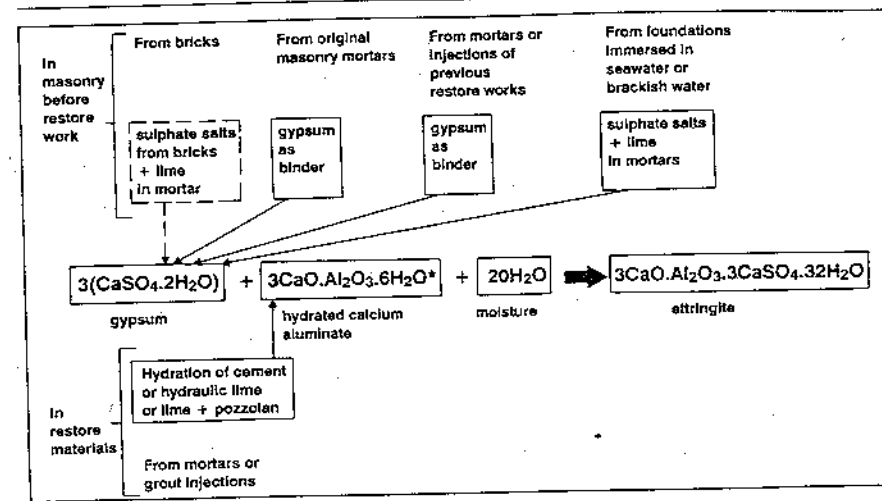 In
masonry
before
restore
work
From bricks
sulphate salts
from bricks
+ lime
in mortar
From original
masonry mortars
gypsum
as
binder
From mortars or
injections of
previous
restore works
gypsum
as
binder
From foundations
immersed in
seawater or
brackish water
sulphate salts
+ lime
in mortars
3(CaSO₄.2H₂O) + 3CaO.Al₂O₃.6H₂O* + 20H₂O ➡ 3CaO.Al₂O₃.3CaSO₄.32H₂O
gypsum
hydrated calcium
aluminate
moisture
ettringite
In
restore
materials
Hydration of cement
or hydraulic lime
or lime + pozzolan
From mortars or
grout injections